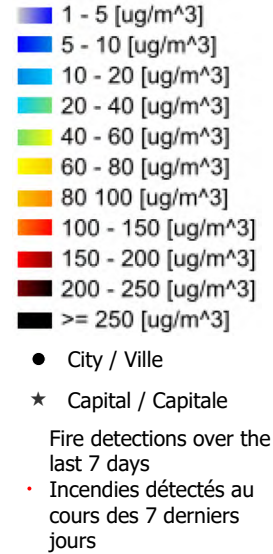 1 - 5 [ug/m^3]
5 - 10 [ug/m^3]
10 - 20 [ug/m^3]
20 - 40 [ug/m^3]
40 - 60 [ug/m^3]
60 - 80 [ug/m^3]
80 100 [ug/m^3]
100 - 150 [ug/m^3]
150 - 200 [ug/m^3]
200 - 250 [ug/m^3]
>= 250 [ug/m^3]
City / Ville
Capital / Capitale
Fire detections over the
last 7 days
Incendies détectés au
cours des 7 derniers
jours